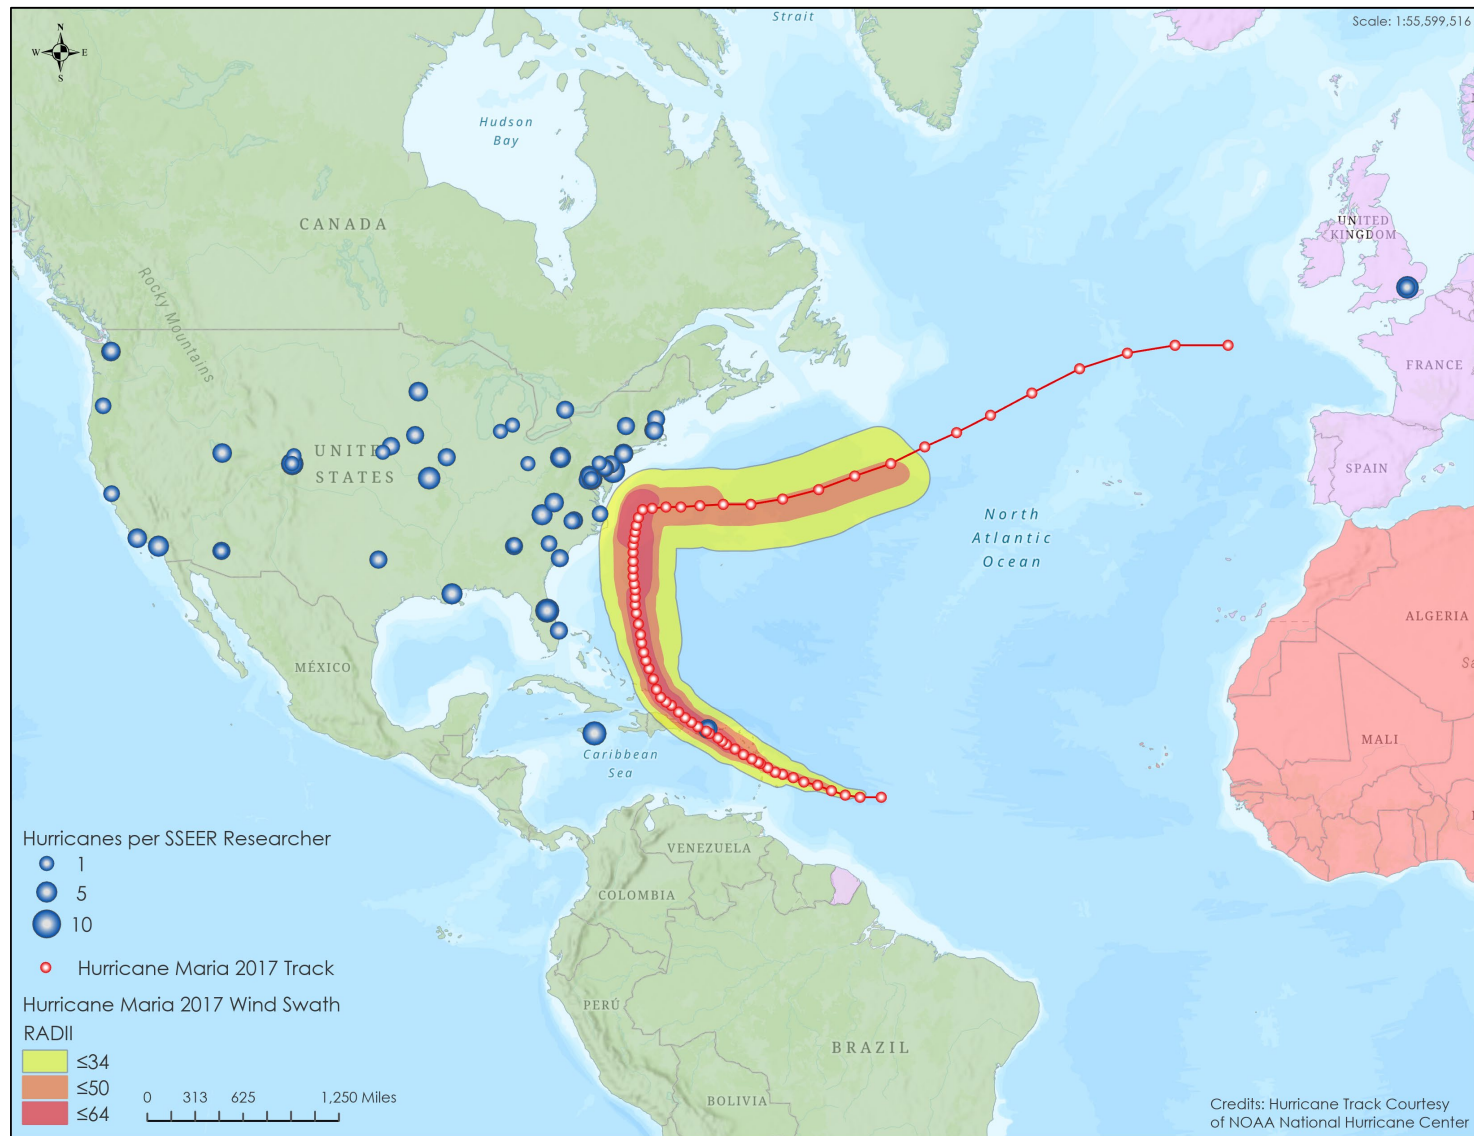 Strait
Scale: 1:55,599,516
N
W E
S
Hudson
Bay
CANADA
UNITED
KINGDOM
Rocky Mountains
FRANCE
UNITE
STATES
SPAIN
North
Atlantic
Ocean
ALGERIA
MÉXICO
Sa
MALI
Caribbean
Sea
Hurricanes per SSEER Researcher
1
5
10
Hurricane Maria 2017 Track
Hurricane Maria 2017 Wind Swath
RADII
≤34
≤50
≤64
0 313 625 1,250 Miles
VENEZUELA
COLOMBIA
PERÚ
BRAZIL
BOLIVIA
Credits: Hurricane Track Courtesy
of NOAA National Hurricane Center